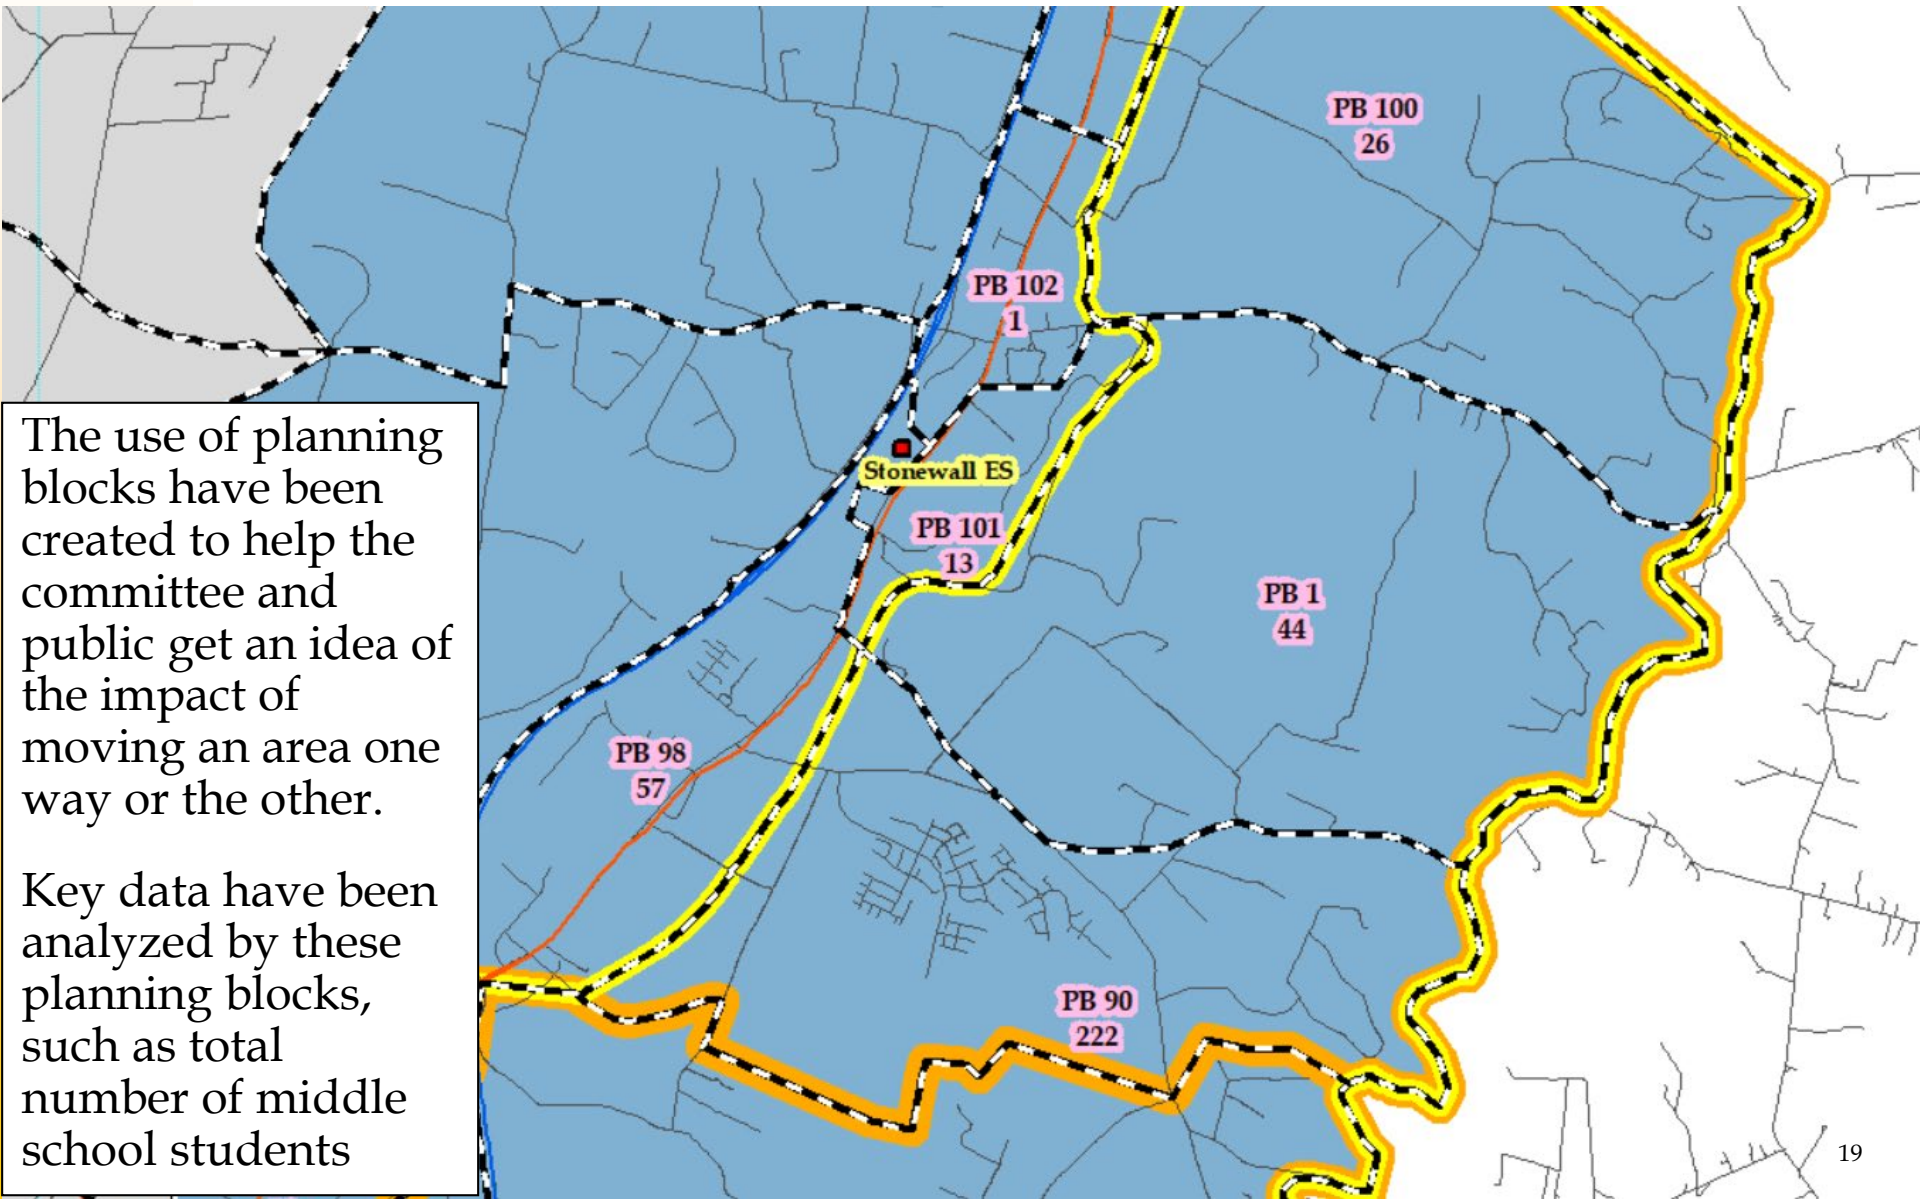 PB 100
26
PB 102
1
Stonewall ES
PB 101
13
PB 1
44
PB 98
57
PB 90
222
The use of planning
blocks have been
created to help the
committee and
public get an idea of
the impact of
moving an area one
way or the other.
Key data have been
analyzed by these
planning blocks,
such as total
number of middle
school students
19